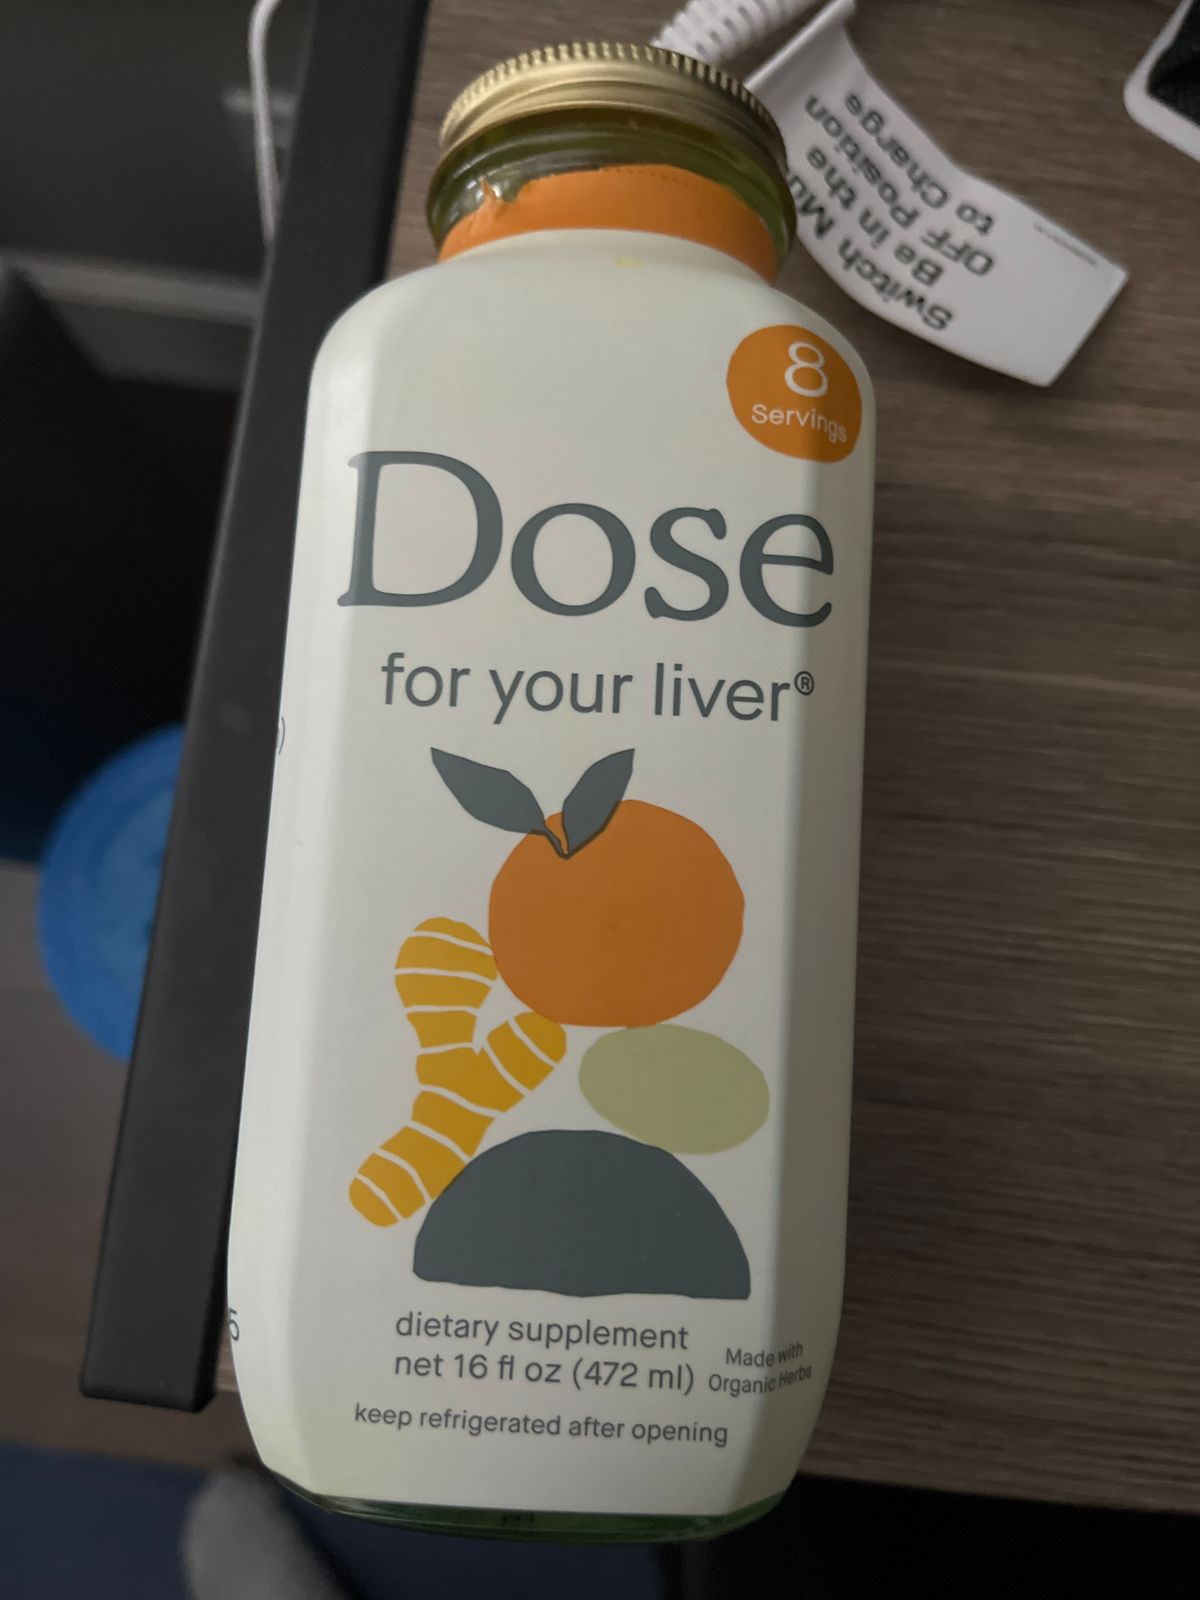 8
Servings
Dose
for your liver®
dietary supplement
net 16 fl oz (472 ml)
Made with
Organic Herbs
keep refrigerated after opening
Switch
Be in the
OFF Position
to Charge
)
5